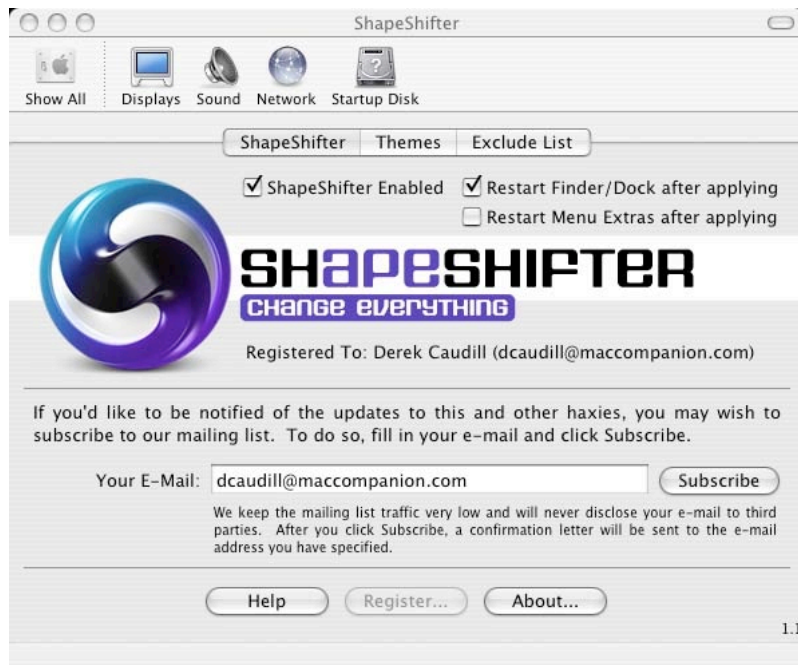 ShapeShifter
Show All Displays Sound Network Startup Disk
ShapeShifter Themes Exclude List
ShapeShifter Enabled Restart Finder/Dock after applying
Restart Menu Extras after applying
SHAPESHIFTER
CHANGE EVERYTHING
Registered To: Derek Caudill (dcaudill@maccompanion.com)
If you'd like to be notified of the updates to this and other haxies, you may wish to
subscribe to our mailing list. To do so, fill in your e-mail and click Subscribe.
Your E-Mail: dcaudill@maccompanion.com Subscribe
We keep the mailing list traffic very low and will never disclose your e-mail to third
parties. After you click Subscribe, a confirmation letter will be sent to the e-mail
address you have specified.
Help Register... About...